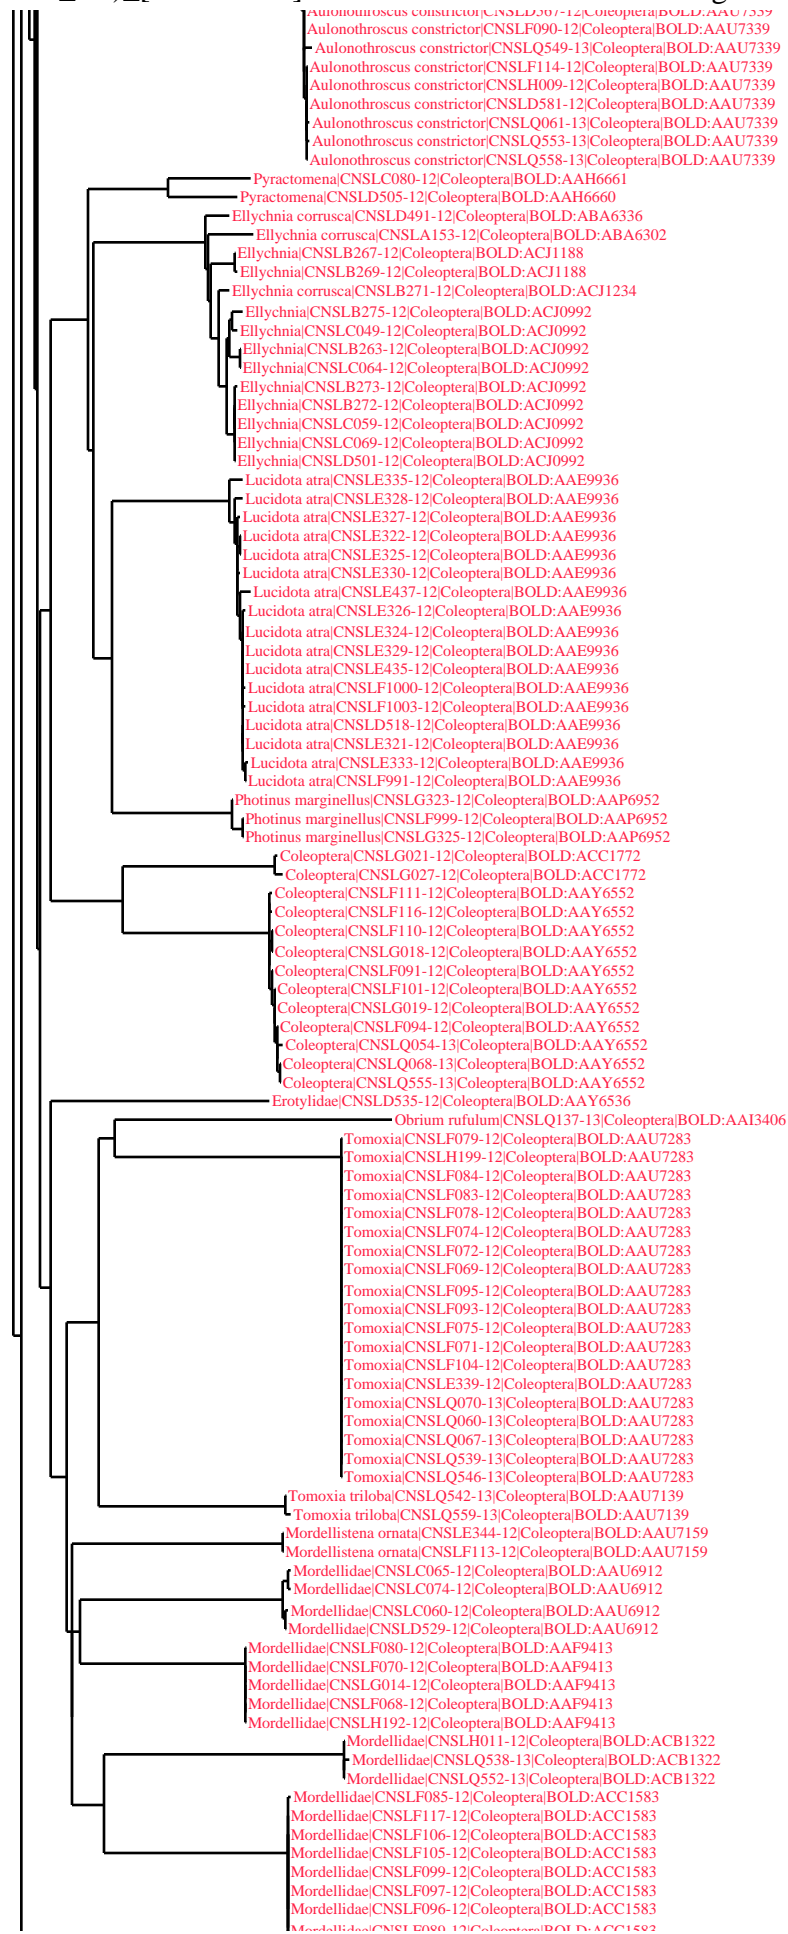 Aulonothroscus constrictor|CNSLD567-12|Coleoptera|BOLD:AAU7339
Aulonothroscus constrictor|CNSLF090-12|Coleoptera|BOLD:AAU7339
Aulonothroscus constrictor|CNSLQ549-13|Coleoptera|BOLD:AAU7339
Aulonothroscus constrictor|CNSLF114-12|Coleoptera|BOLD:AAU7339
Aulonothroscus constrictor|CNSLH009-12|Coleoptera|BOLD:AAU7339
Aulonothroscus constrictor|CNSLD581-12|Coleoptera|BOLD:AAU7339
Aulonothroscus constrictor|CNSLQ061-13|Coleoptera|BOLD:AAU7339
Aulonothroscus constrictor|CNSLQ553-13|Coleoptera|BOLD:AAU7339
Aulonothroscus constrictor|CNSLQ558-13|Coleoptera|BOLD:AAU7339
Pyractomena|CNSLC080-12|Coleoptera|BOLD:AAH6661
Pyractomena|CNSLD505-12|Coleoptera|BOLD:AAH6660
Ellychnia corrusca|CNSLD491-12|Coleoptera|BOLD:ABA6336
Ellychnia corrusca|CNSLA153-12|Coleoptera|BOLD:ABA6302
Ellychnia|CNSLB267-12|Coleoptera|BOLD:ACJ1188
Ellychnia|CNSLB269-12|Coleoptera|BOLD:ACJ1188
Ellychnia corrusca|CNSLB271-12|Coleoptera|BOLD:ACJ1234
Ellychnia|CNSLB275-12|Coleoptera|BOLD:ACJ0992
Ellychnia|CNSLC049-12|Coleoptera|BOLD:ACJ0992
Ellychnia|CNSLB263-12|Coleoptera|BOLD:ACJ0992
Ellychnia|CNSLC064-12|Coleoptera|BOLD:ACJ0992
Ellychnia|CNSLB273-12|Coleoptera|BOLD:ACJ0992
Ellychnia|CNSLB272-12|Coleoptera|BOLD:ACJ0992
Ellychnia|CNSLC059-12|Coleoptera|BOLD:ACJ0992
Ellychnia|CNSLC069-12|Coleoptera|BOLD:ACJ0992
Ellychnia|CNSLD501-12|Coleoptera|BOLD:ACJ0992
Lucidota atra|CNSLE335-12|Coleoptera|BOLD:AAE9936
Lucidota atra|CNSLE328-12|Coleoptera|BOLD:AAE9936
Lucidota atra|CNSLE327-12|Coleoptera|BOLD:AAE9936
Lucidota atra|CNSLE322-12|Coleoptera|BOLD:AAE9936
Lucidota atra|CNSLE325-12|Coleoptera|BOLD:AAE9936
Lucidota atra|CNSLE330-12|Coleoptera|BOLD:AAE9936
Lucidota atra|CNSLE437-12|Coleoptera|BOLD:AAE9936
Lucidota atra|CNSLE326-12|Coleoptera|BOLD:AAE9936
Lucidota atra|CNSLE324-12|Coleoptera|BOLD:AAE9936
Lucidota atra|CNSLE329-12|Coleoptera|BOLD:AAE9936
Lucidota atra|CNSLE435-12|Coleoptera|BOLD:AAE9936
Lucidota atra|CNSLF1000-12|Coleoptera|BOLD:AAE9936
Lucidota atra|CNSLF1003-12|Coleoptera|BOLD:AAE9936
Lucidota atra|CNSLD518-12|Coleoptera|BOLD:AAE9936
Lucidota atra|CNSLE321-12|Coleoptera|BOLD:AAE9936
Lucidota atra|CNSLE333-12|Coleoptera|BOLD:AAE9936
Lucidota atra|CNSLF991-12|Coleoptera|BOLD:AAE9936
Photinus marginellus|CNSLG323-12|Coleoptera|BOLD:AAP6952
Photinus marginellus|CNSLF999-12|Coleoptera|BOLD:AAP6952
Photinus marginellus|CNSLG325-12|Coleoptera|BOLD:AAP6952
Coleoptera|CNSLG021-12|Coleoptera|BOLD:ACC1772
Coleoptera|CNSLG027-12|Coleoptera|BOLD:ACC1772
Coleoptera|CNSLF111-12|Coleoptera|BOLD:AAY6552
Coleoptera|CNSLF116-12|Coleoptera|BOLD:AAY6552
Coleoptera|CNSLF110-12|Coleoptera|BOLD:AAY6552
Coleoptera|CNSLG018-12|Coleoptera|BOLD:AAY6552
Coleoptera|CNSLF091-12|Coleoptera|BOLD:AAY6552
Coleoptera|CNSLF101-12|Coleoptera|BOLD:AAY6552
Coleoptera|CNSLG019-12|Coleoptera|BOLD:AAY6552
Coleoptera|CNSLF094-12|Coleoptera|BOLD:AAY6552
Coleoptera|CNSLQ054-13|Coleoptera|BOLD:AAY6552
Coleoptera|CNSLQ068-13|Coleoptera|BOLD:AAY6552
Coleoptera|CNSLQ555-13|Coleoptera|BOLD:AAY6552
Erotylidae|CNSLD535-12|Coleoptera|BOLD:AAY6536
Obrium rufulum|CNSLQ137-13|Coleoptera|BOLD:AAI3406
Tomoxia|CNSLF079-12|Coleoptera|BOLD:AAU7283
Tomoxia|CNSLH199-12|Coleoptera|BOLD:AAU7283
Tomoxia|CNSLF084-12|Coleoptera|BOLD:AAU7283
Tomoxia|CNSLF083-12|Coleoptera|BOLD:AAU7283
Tomoxia|CNSLF078-12|Coleoptera|BOLD:AAU7283
Tomoxia|CNSLF074-12|Coleoptera|BOLD:AAU7283
Tomoxia|CNSLF072-12|Coleoptera|BOLD:AAU7283
Tomoxia|CNSLF069-12|Coleoptera|BOLD:AAU7283
Tomoxia|CNSLF095-12|Coleoptera|BOLD:AAU7283
Tomoxia|CNSLF093-12|Coleoptera|BOLD:AAU7283
Tomoxia|CNSLF075-12|Coleoptera|BOLD:AAU7283
Tomoxia|CNSLF071-12|Coleoptera|BOLD:AAU7283
Tomoxia|CNSLF104-12|Coleoptera|BOLD:AAU7283
Tomoxia|CNSLE339-12|Coleoptera|BOLD:AAU7283
Tomoxia|CNSLQ070-13|Coleoptera|BOLD:AAU7283
Tomoxia|CNSLQ060-13|Coleoptera|BOLD:AAU7283
Tomoxia|CNSLQ067-13|Coleoptera|BOLD:AAU7283
Tomoxia|CNSLQ539-13|Coleoptera|BOLD:AAU7283
Tomoxia|CNSLQ546-13|Coleoptera|BOLD:AAU7283
Tomoxia triloba|CNSLQ542-13|Coleoptera|BOLD:AAU7139
Tomoxia triloba|CNSLQ559-13|Coleoptera|BOLD:AAU7139
Mordellistena ornata|CNSLE344-12|Coleoptera|BOLD:AAU7159
Mordellistena ornata|CNSLF113-12|Coleoptera|BOLD:AAU7159
Mordellidae|CNSLC065-12|Coleoptera|BOLD:AAU6912
Mordellidae|CNSLC074-12|Coleoptera|BOLD:AAU6912
Mordellidae|CNSLC060-12|Coleoptera|BOLD:AAU6912
Mordellidae|CNSLD529-12|Coleoptera|BOLD:AAU6912
Mordellidae|CNSLF080-12|Coleoptera|BOLD:AAF9413
Mordellidae|CNSLF070-12|Coleoptera|BOLD:AAF9413
Mordellidae|CNSLG014-12|Coleoptera|BOLD:AAF9413
Mordellidae|CNSLF068-12|Coleoptera|BOLD:AAF9413
Mordellidae|CNSLH192-12|Coleoptera|BOLD:AAF9413
Mordellidae|CNSLH011-12|Coleoptera|BOLD:ACB1322
Mordellidae|CNSLQ538-13|Coleoptera|BOLD:ACB1322
Mordellidae|CNSLQ552-13|Coleoptera|BOLD:ACB1322
Mordellidae|CNSLF085-12|Coleoptera|BOLD:ACC1583
Mordellidae|CNSLF117-12|Coleoptera|BOLD:ACC1583
Mordellidae|CNSLF106-12|Coleoptera|BOLD:ACC1583
Mordellidae|CNSLF105-12|Coleoptera|BOLD:ACC1583
Mordellidae|CNSLF099-12|Coleoptera|BOLD:ACC1583
Mordellidae|CNSLF097-12|Coleoptera|BOLD:ACC1583
Mordellidae|CNSLF096-12|Coleoptera|BOLD:ACC1583
Mordellidae|CNSLF089-12|Coleoptera|BOLD:ACC1583